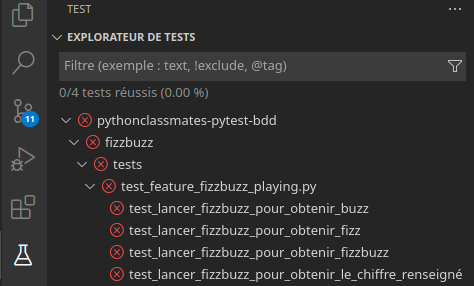 TEST
EXPLORATEUR DE TESTS
Filtre (exemple : text, !exclude, @tag)
0/4 tests réussis (0.00 %)
11
pythonclassmates-pytest-bdd
fizzbuzz
tests
test_feature_fizzbuzz_playing.py
test_lancer_fizzbuzz_pour_obtenir_buzz
test_lancer_fizzbuzz_pour_obtenir_fizz
test_lancer_fizzbuzz_pour_obtenir_fizzbuzz
test_lancer_fizzbuzz_pour_obtenir_le_chiffre_renseigné